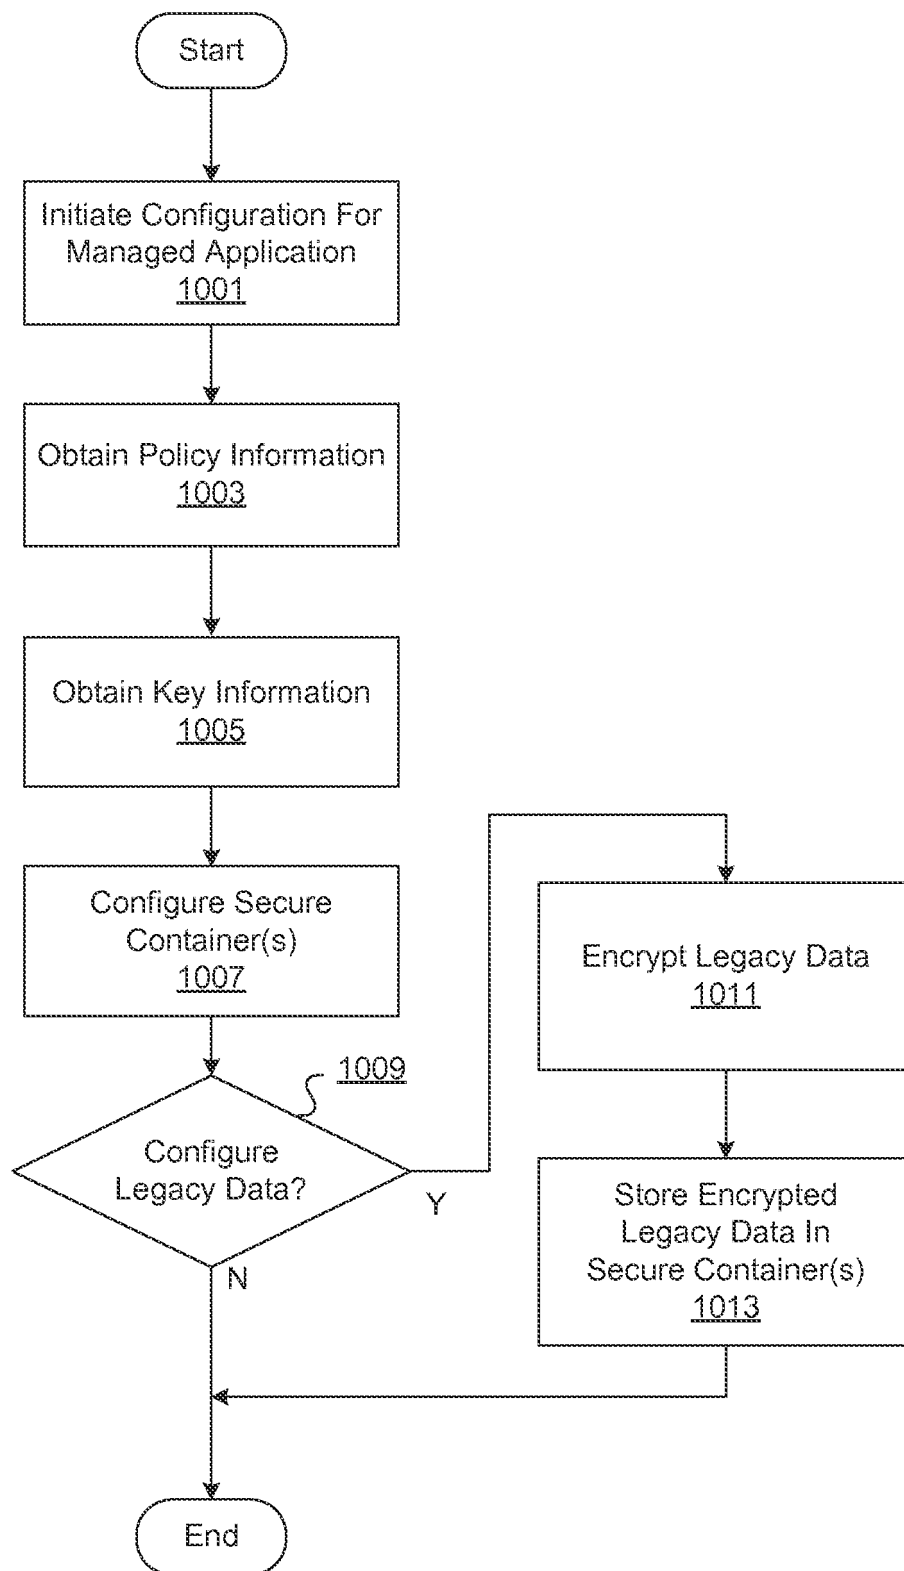 Start
Initiate Configuration For
Managed Application
1001
Obtain Policy Information
1003
Obtain Key Information
1005
Configure Secure
Container(s)
1007
1009
Configure
Legacy Data?
Y
N
Encrypt Legacy Data
1011
Store Encrypted
Legacy Data In
Secure Container(s)
1013
End